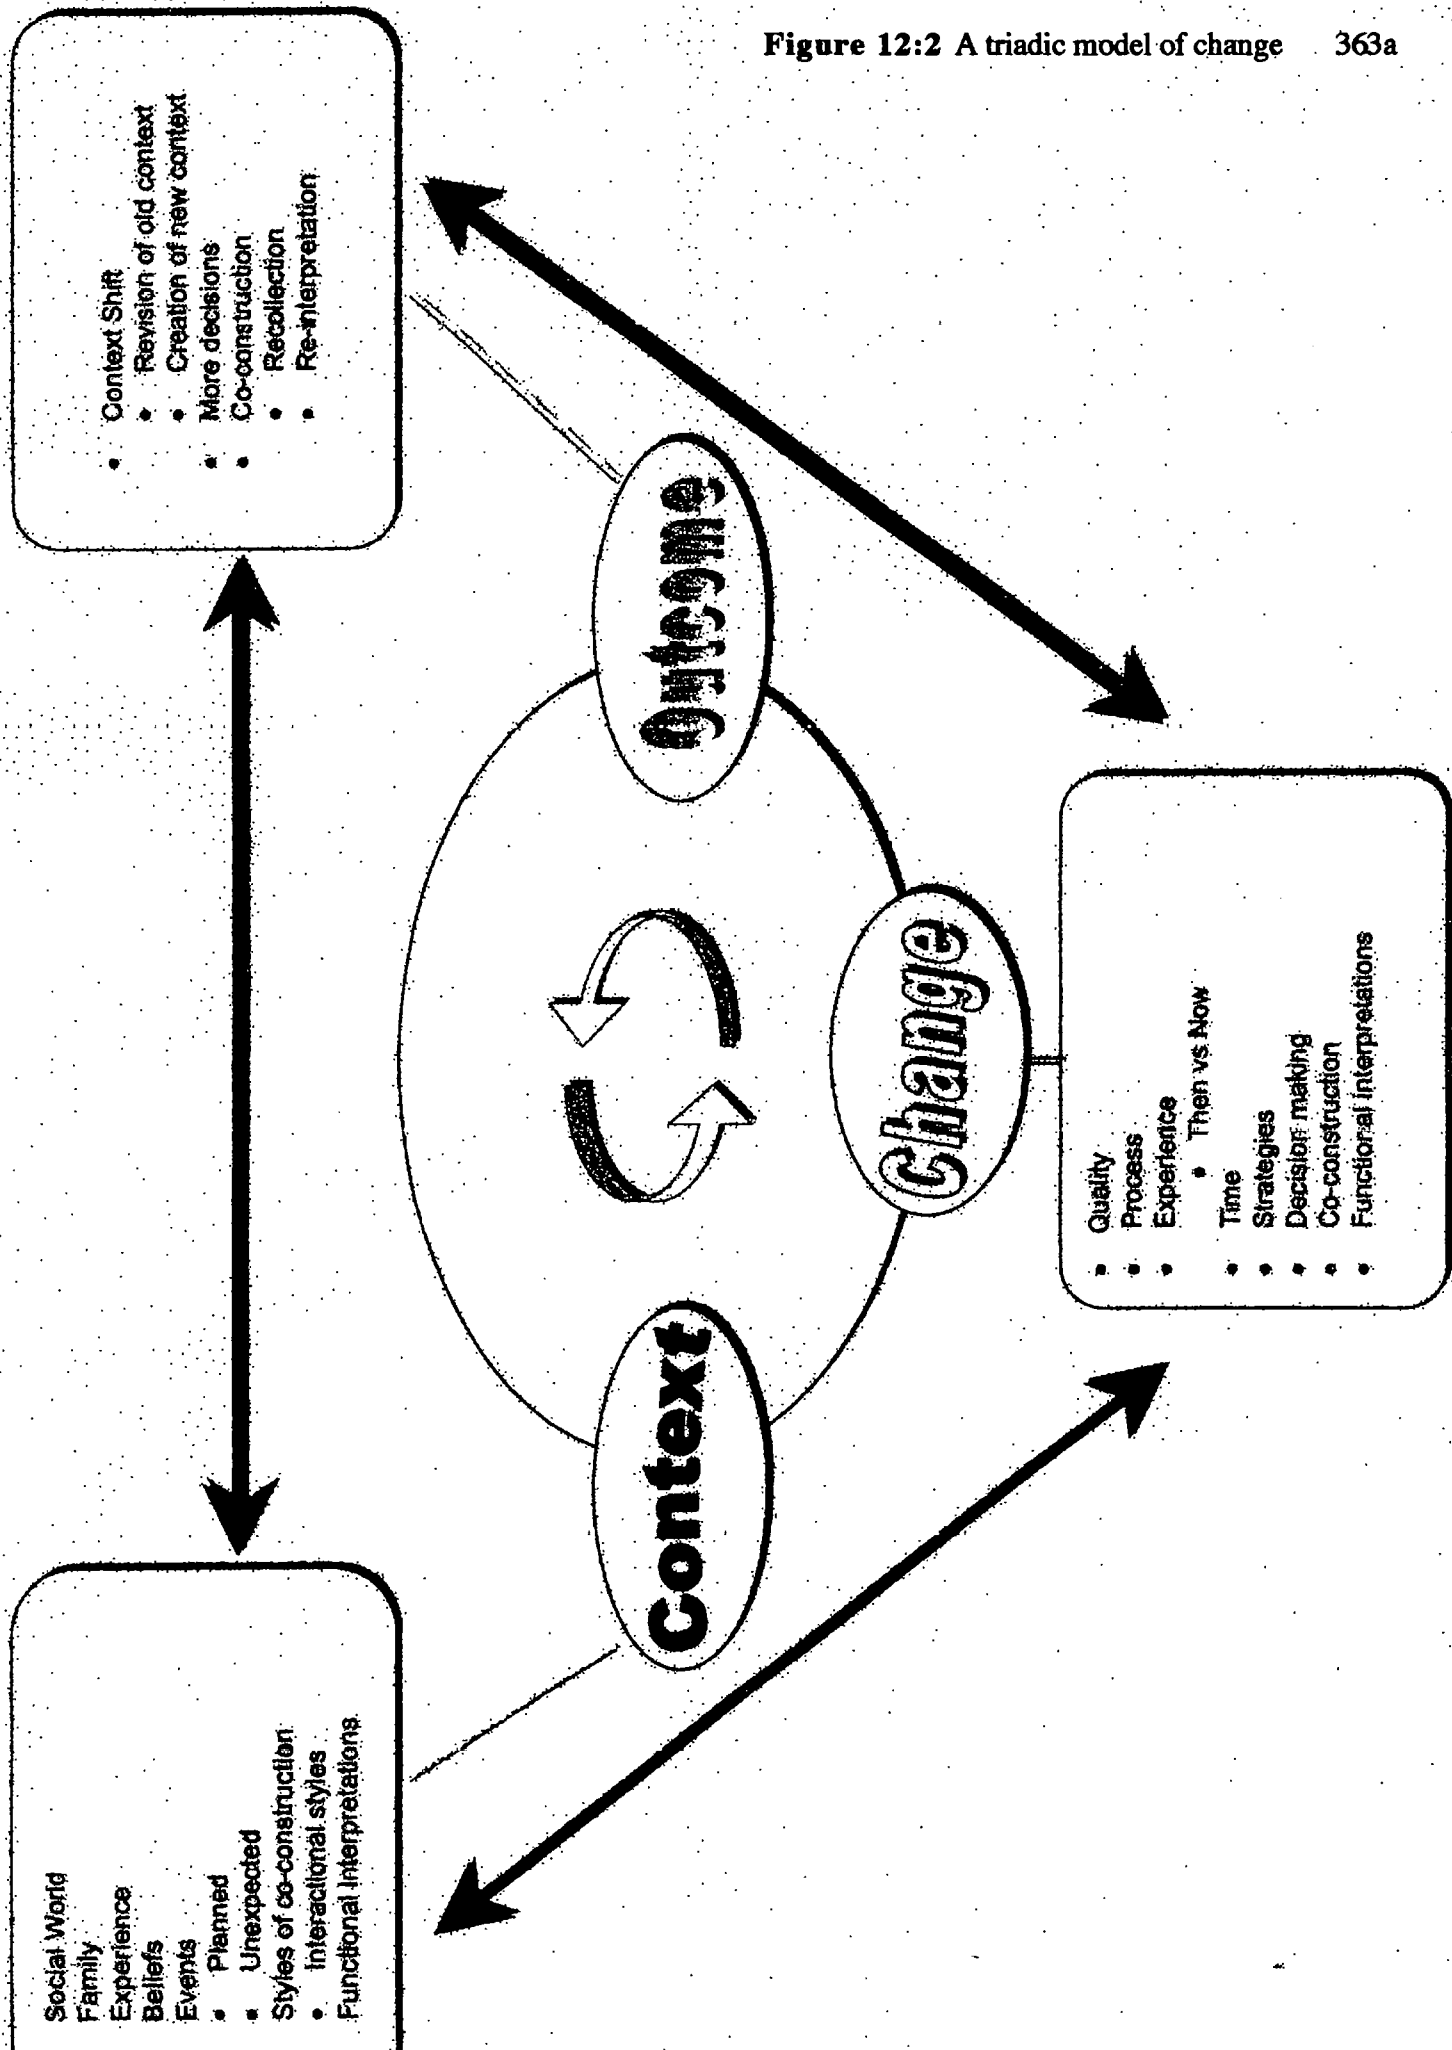 Figure 12:2 A triadic model of change 363a
Social World
Family
Experience
Beliefs
Events
• Planned
• Unexpected
Styles of co-construction
• Interactional styles
Functional Interpretations
• Context Shift
• Revision of old context
• Creation of new context
• More decisions
• Co-construction
• Recollection
• Re-interpretation
Context
Outcome
Change
• Quality
• Process
• Experience
• Then vs Now
• Time
• Strategies
• Decision making
• Co-construction
• Functional interpretations